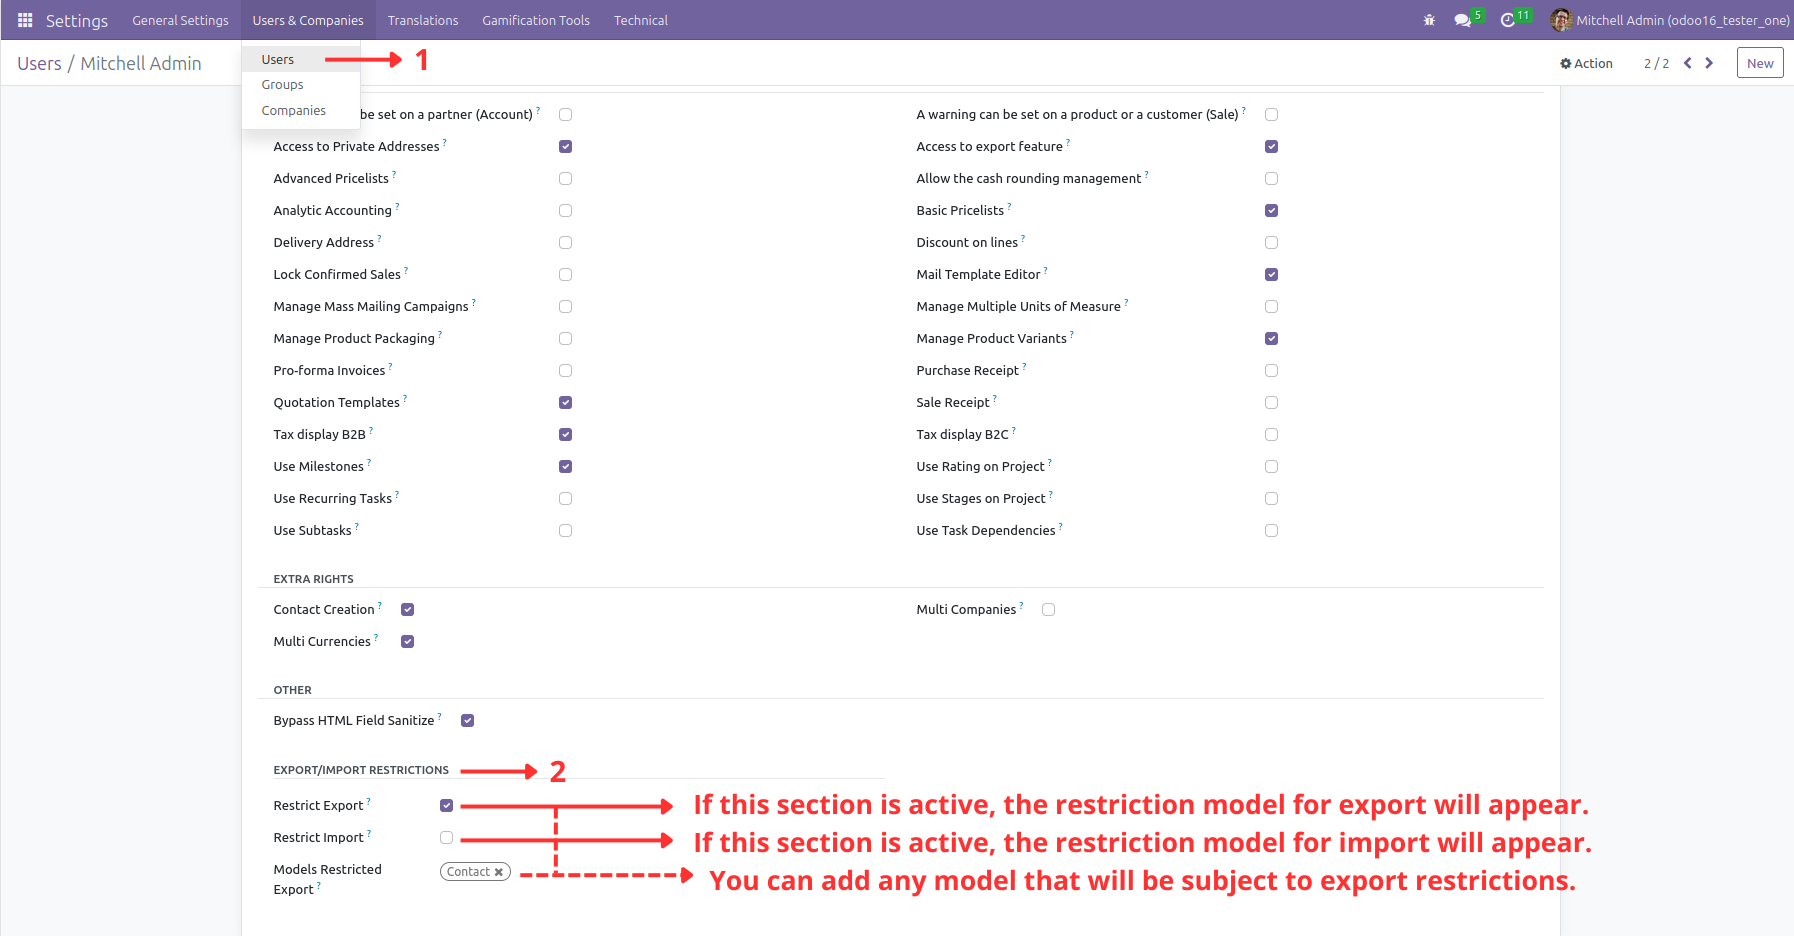 Settings General Settings Users & Companies Translations Gamification Tools Technical 5 11 Mitchell Admin (odoo16_tester_one)
Users / Mitchell Admin Action 2 / 2 New
Users 1
Groups
Companies
be set on a partner (Account) ? A warning can be set on a product or a customer (Sale) ?
Access to Private Addresses ? Access to export feature ?
Advanced Pricelists ? Allow the cash rounding management ?
Analytic Accounting ? Basic Pricelists ?
Delivery Address ? Discount on lines ?
Lock Confirmed Sales ? Mail Template Editor ?
Manage Mass Mailing Campaigns ? Manage Multiple Units of Measure ?
Manage Product Packaging ? Manage Product Variants ?
Pro-forma Invoices ? Purchase Receipt ?
Quotation Templates ? Sale Receipt ?
Tax display B2B ? Tax display B2C ?
Use Milestones ? Use Rating on Project ?
Use Recurring Tasks ? Use Stages on Project ?
Use Subtasks ? Use Task Dependencies ?
EXTRA RIGHTS
Contact Creation ? Multi Companies ?
Multi Currencies ?
OTHER
Bypass HTML Field Sanitize ?
EXPORT/IMPORT RESTRICTIONS 2
Restrict Export ? If this section is active, the restriction model for export will appear.
Restrict Import ? If this section is active, the restriction model for import will appear.
Models Restricted Contact ✖ You can add any model that will be subject to export restrictions.
Export ?